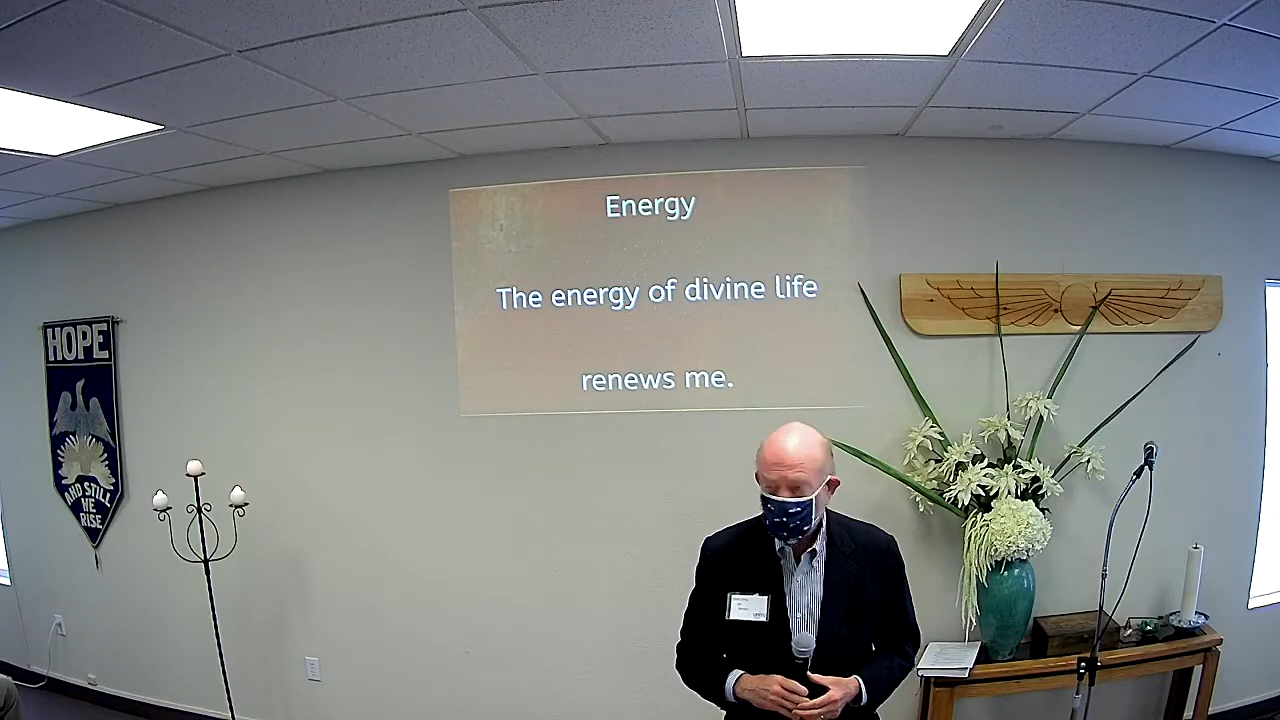 Energy
The energy of divine life
renews me.
HOPE
AND STILL
WE
RISE